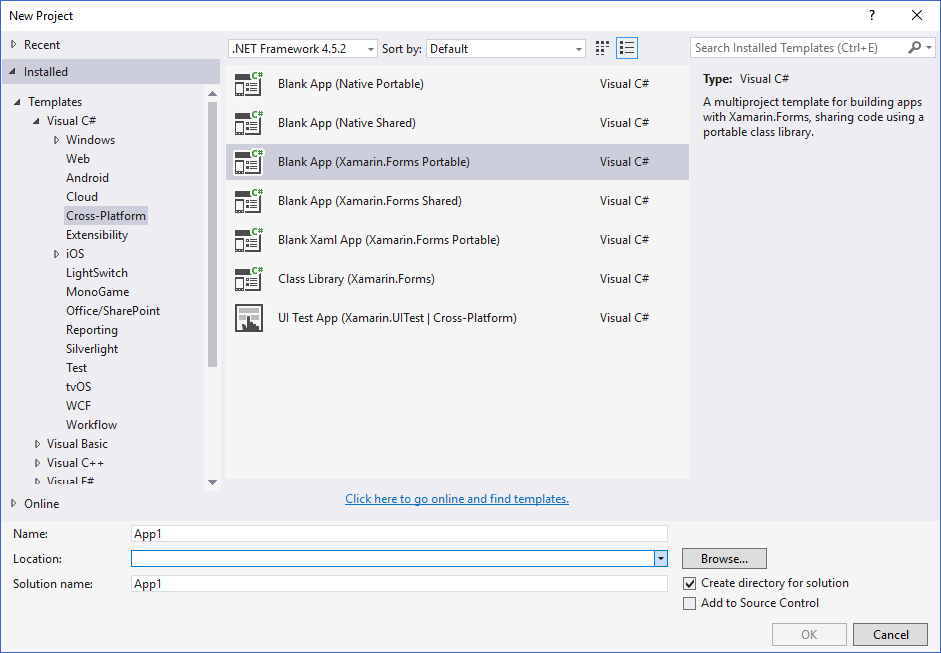 New Project
?
Recent
.NET Framework 4.5.2
Sort by:
Default
Search Installed Templates (Ctrl+E)
Installed
Templates
Visual C#
Windows
Web
Android
Cloud
Cross-Platform
Extensibility
iOS
LightSwitch
MonoGame
Office/SharePoint
Reporting
Silverlight
Test
tvOS
WCF
Workflow
Visual Basic
Visual C++
Visual F#
Online
C# Blank App (Native Portable) Visual C#
C# Blank App (Native Shared) Visual C#
C# Blank App (Xamarin.Forms Portable) Visual C#
C# Blank App (Xamarin.Forms Shared) Visual C#
C# Blank Xaml App (Xamarin.Forms Portable) Visual C#
C# Class Library (Xamarin.Forms) Visual C#
UI Test App (Xamarin.UITest | Cross-Platform) Visual C#
Click here to go online and find templates.
Type: Visual C#
A multiproject template for building apps
with Xamarin.Forms, sharing code using a
portable class library.
Name: App1
Location:
Browse...
Solution name: App1
Create directory for solution
Add to Source Control
OK
Cancel